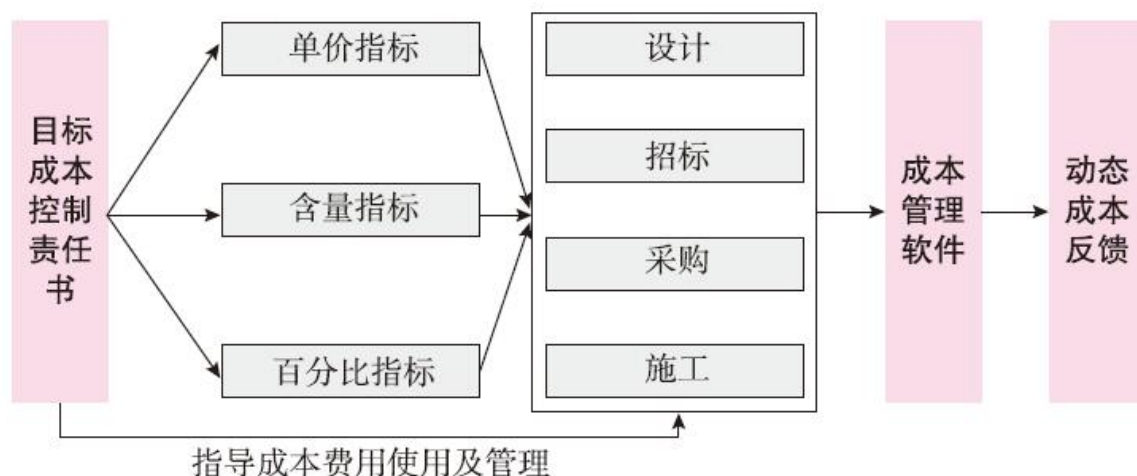 目标
成本
控制
责任
书
单价指标
含量指标
百分比指标
设计
招标
采购
施工
成本
管理
软件
动态
成本
反馈
指导成本费用使用及管理